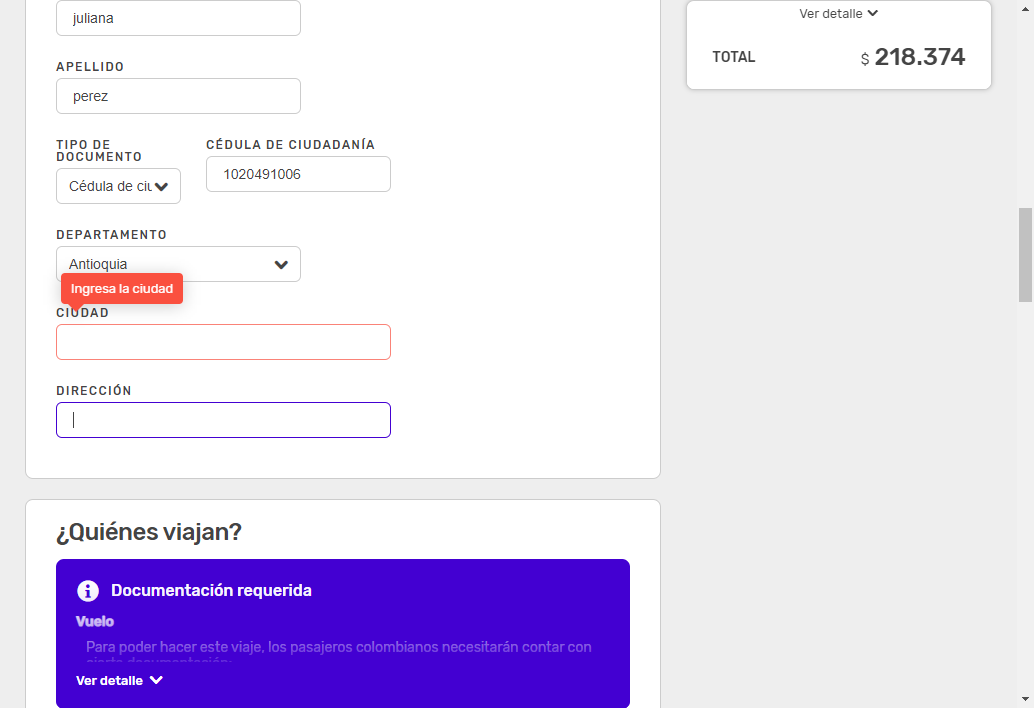 juliana
APELLIDO
perez
TIPO DE
DOCUMENTO
Cédula de ciu
CÉDULA DE CIUDADANÍA
1020491006
DEPARTAMENTO
Antioquia
Ingresa la ciudad
CIUDAD
DIRECCIÓN
¿Quiénes viajan?
Documentación requerida
Vuelo
Para poder hacer este viaje, los pasajeros colombianos necesitarán contar con
cierta documentación:
Ver detalle
Ver detalle
TOTAL
$ 218.374